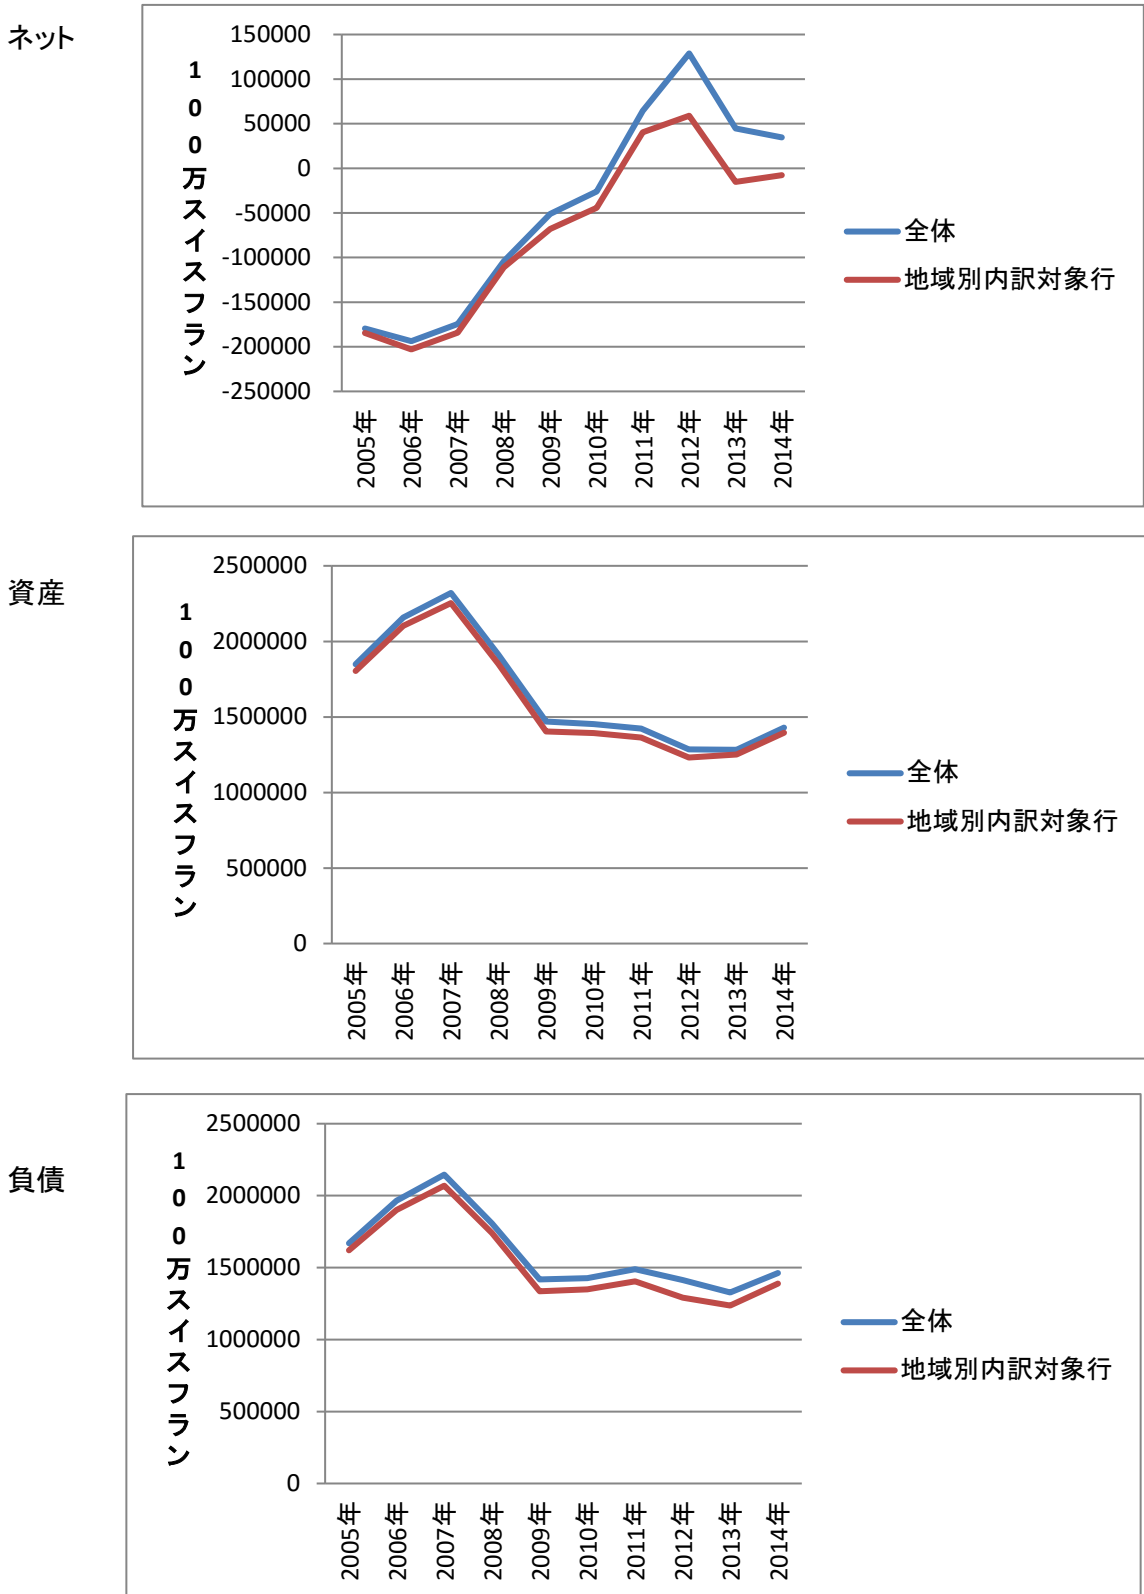 ネット
100万スイスフラン
150000
100000
50000
0
-50000
-100000
-150000
-200000
-250000
2005年
2006年
2007年
2008年
2009年
2010年
2011年
2012年
2013年
2014年
全体
地域別内訳対象行
資産
100万スイスフラン
2500000
2000000
1500000
1000000
500000
0
2005年
2006年
2007年
2008年
2009年
2010年
2011年
2012年
2013年
2014年
全体
地域別内訳対象行
負債
100万スイスフラン
2500000
2000000
1500000
1000000
500000
0
2005年
2006年
2007年
2008年
2009年
2010年
2011年
2012年
2013年
2014年
全体
地域別内訳対象行